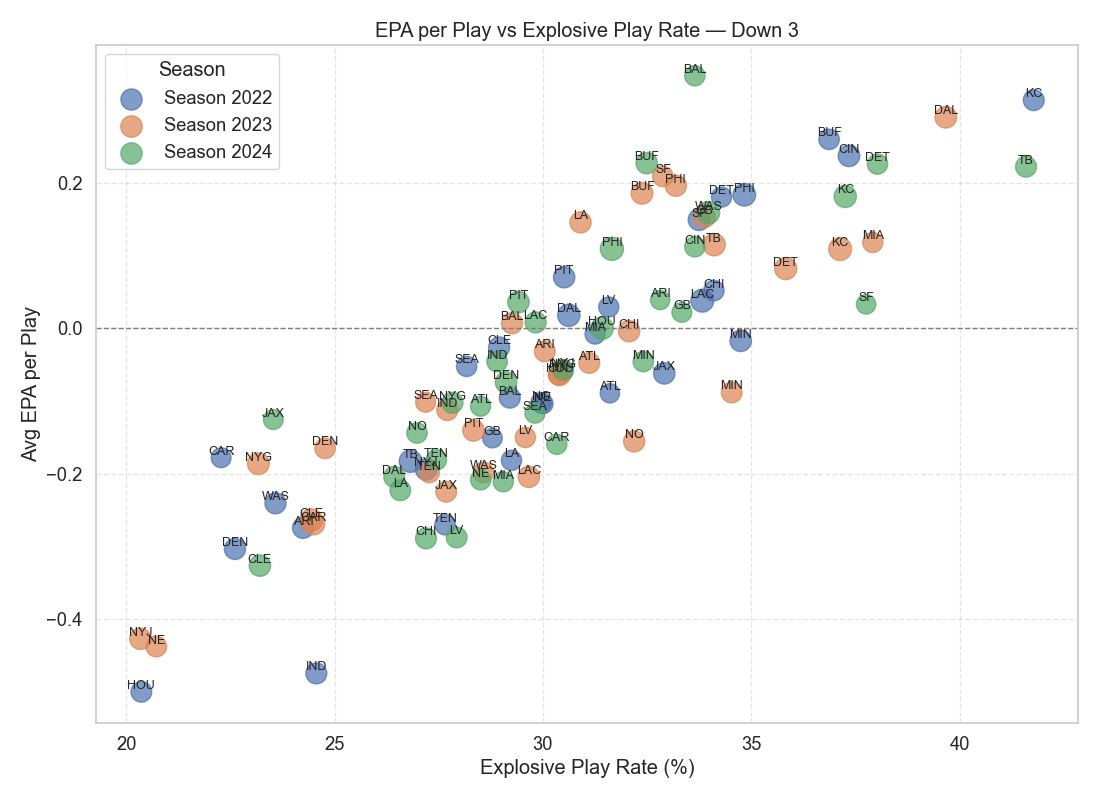 EPA per Play vs Explosive Play Rate — Down 3
Season
Season 2022
Season 2023
Season 2024
BAL
KC
DAL
BUF
CIN
DET
TB
BUF
SF
PHI
BUF
DET
PHI
KC
WAS
LA
CIN
TB
KC
MIA
PHI
DET
PIT
CHI
LAC
ARI
GB
SF
PIT
LV
DAL
BAL
LAC
HOU
MIA
CHI
MIN
CLE
ARI
SEA
IND
ATL
MIN
JAX
DEN
MIN
ATL
BAL
SEA
NYG
IND
ATL
SEA
JAX
NO
PIT
GB
LV
CAR
NO
DEN
CAR
NYG
TB
TEN
LA
TEN
WAS
DAL
LA
NE
MIA
LAC
JAX
WAS
ARI
TEN
CHI
LV
DEN
CLE
NYJ
NE
IND
HOU
0.2
0.0
−0.2
−0.4
20
25
30
35
40
Avg EPA per Play
Explosive Play Rate (%)